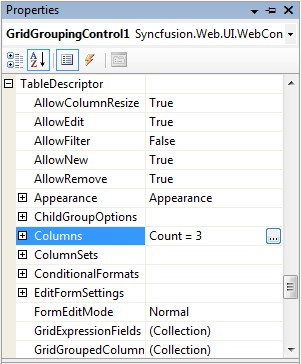 Properties
GridGroupingControl1 Syncfusion.Web.UI.WebCon
TableDescriptor
AllowColumnResize True
AllowEdit True
AllowFilter False
AllowNew True
AllowRemove True
Appearance Appearance
ChildGroupOptions
Columns Count = 3 ...
ColumnSets
ConditionalFormats
EditFormSettings
FormEditMode Normal
GridExpressionFields (Collection)
GridGroupedColumn (Collection)